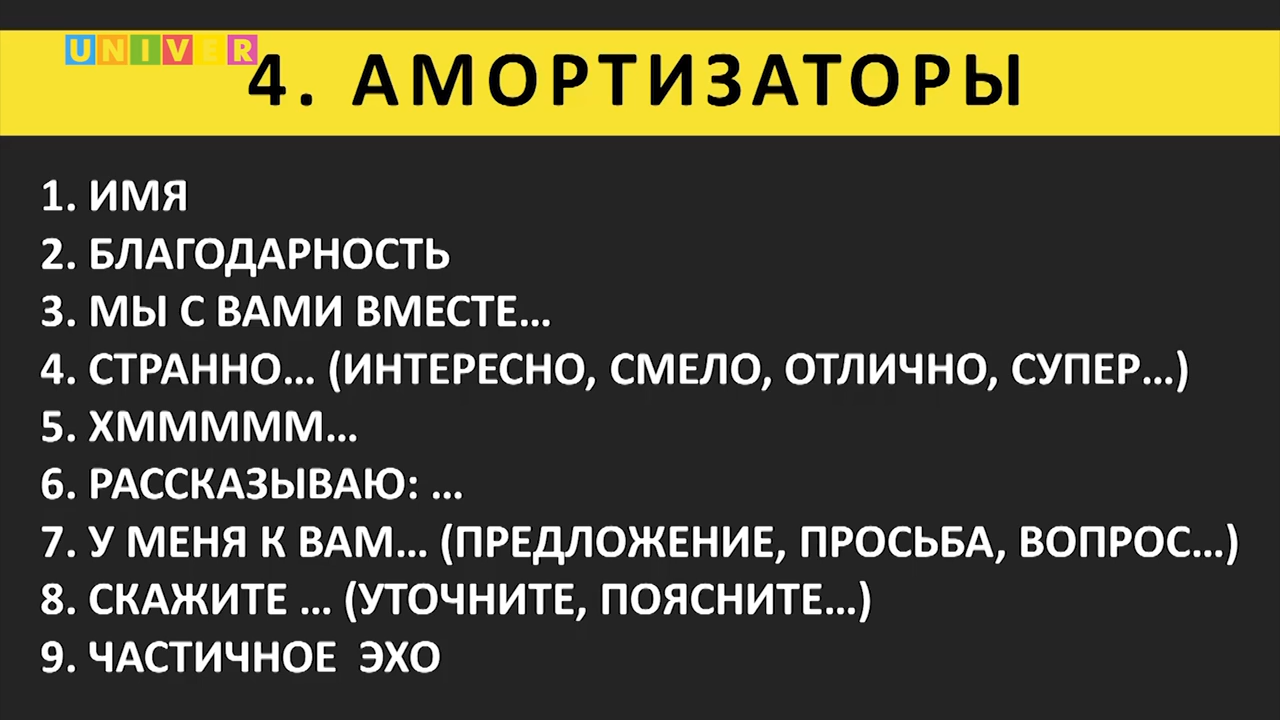 UNIVER
4. АМОРТИЗАТОРЫ
1. ИМЯ
2. БЛАГОДАРНОСТЬ
3. МЫ С ВАМИ ВМЕСТЕ...
4. СТРАННО... (ИНТЕРЕСНО, СМЕЛО, ОТЛИЧНО, СУПЕР...)
5. ХММММММ...
6. РАССКАЗЫВАЮ: ...
7. У МЕНЯ К ВАМ... (ПРЕДЛОЖЕНИЕ, ПРОСЬБА, ВОПРОС...)
8. СКАЖИТЕ ... (УТОЧНИТЕ, ПОЯСНИТЕ...)
9. ЧАСТИЧНОЕ ЭХО